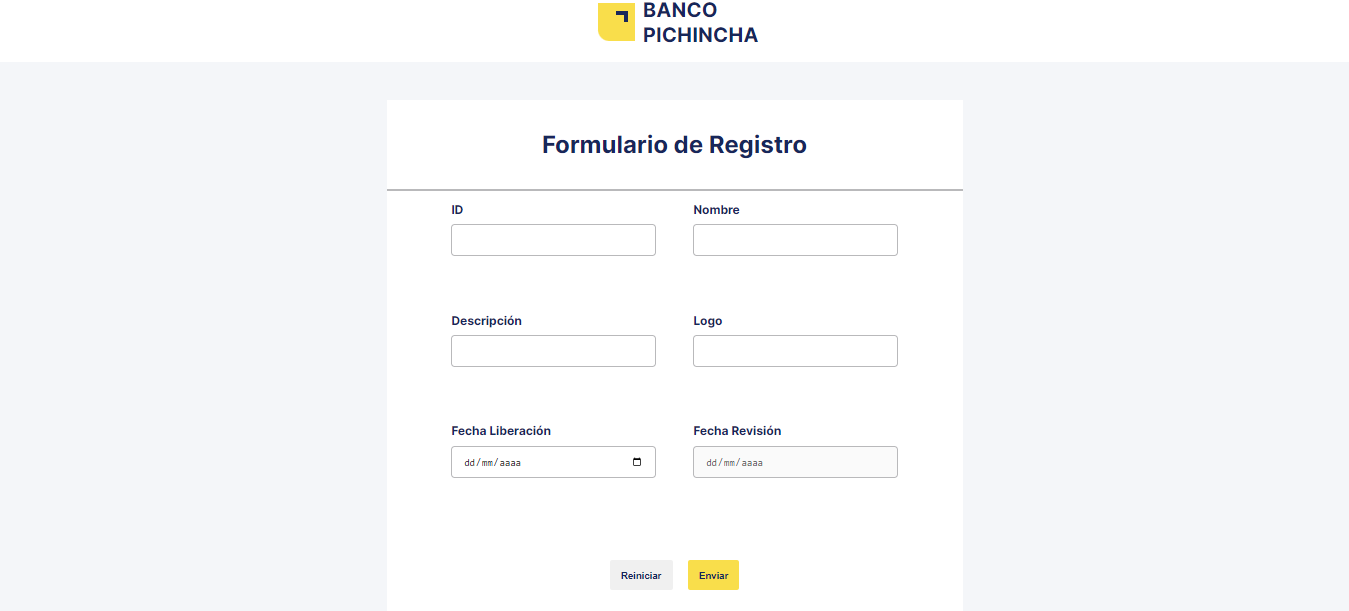 BANCO
PICHINCHA
Formulario de Registro
ID
Nombre
Descripción
Logo
Fecha Liberación
Fecha Revisión
dd/mm/aaaa
dd/mm/aaaa
Reiniciar
Enviar